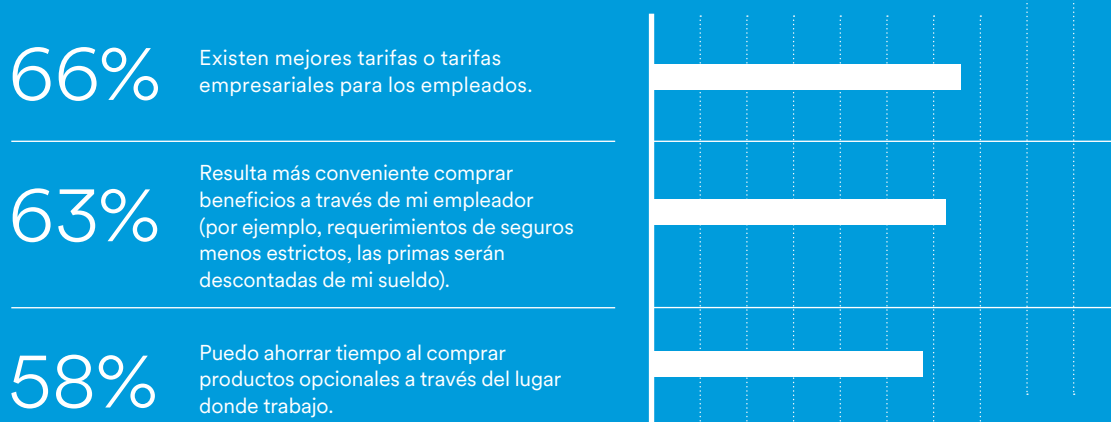 66%
Existen mejores tarifas o tarifas
empresariales para los empleados.
63%
Resulta más conveniente comprar
beneficios a través de mi empleador
(por ejemplo, requerimientos de seguros
menos estrictos, las primas serán
descontadas de mi sueldo).
58%
Puedo ahorrar tiempo al comprar
productos opcionales a través del lugar
donde trabajo.